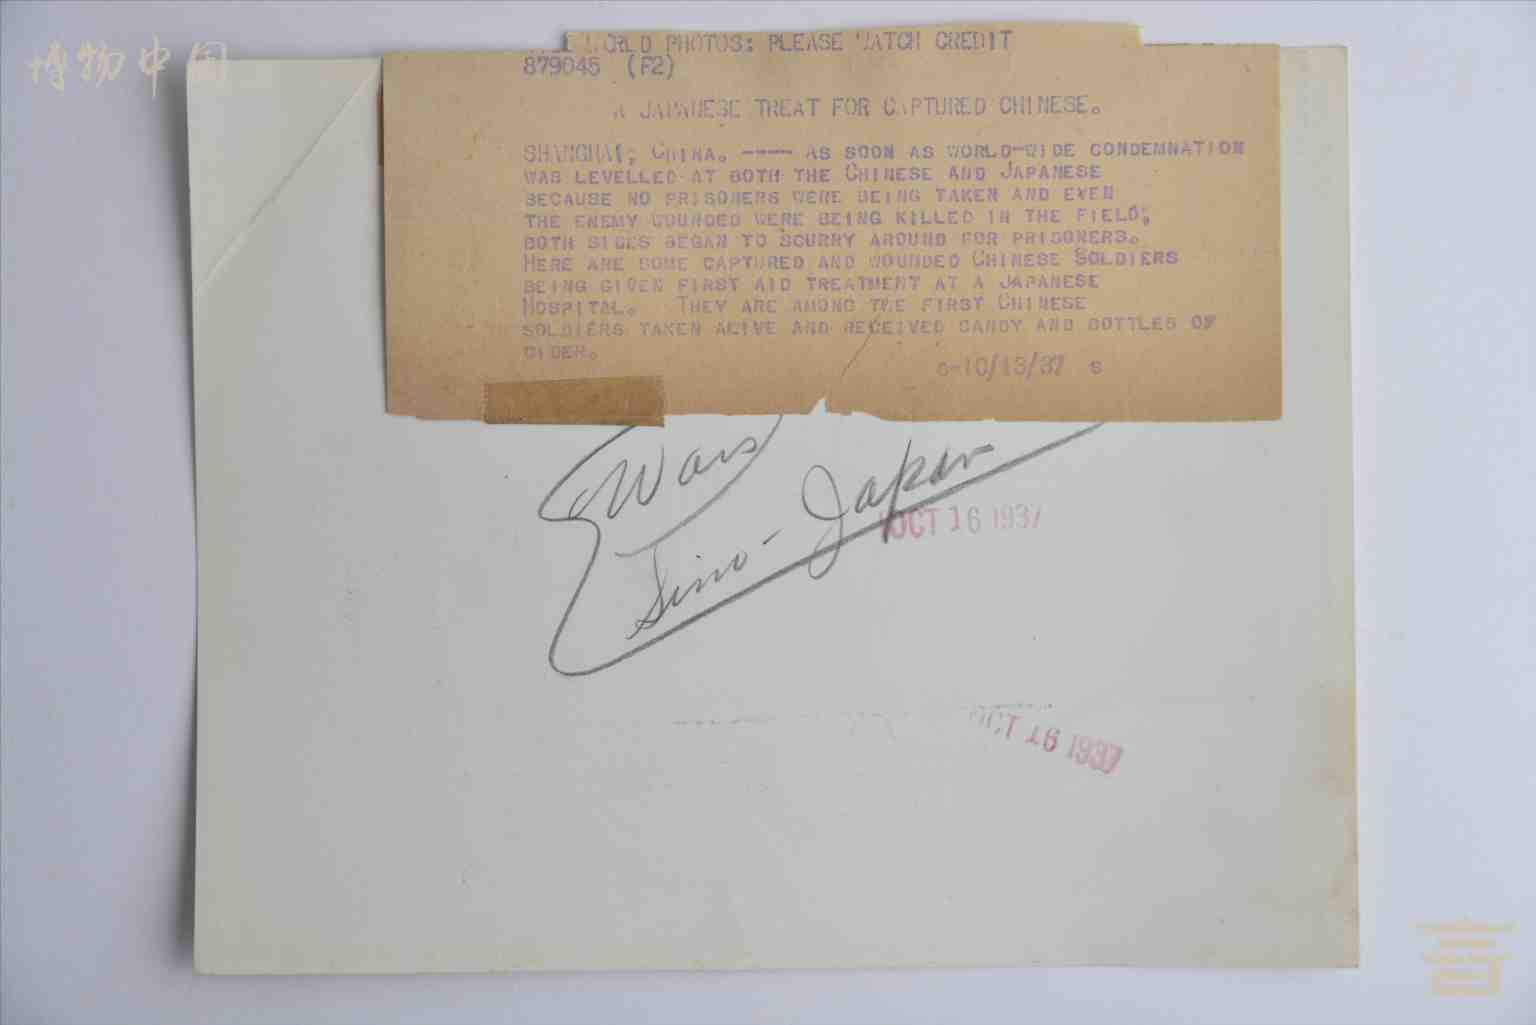 博物中国
WORLD PHOTOS: PLEASE WATCH CREDIT
879045 (F2)
A JAPANESE TREAT FOR CAPTURED CHINESE.
SHANGHAI, CHINA. ---- AS SOON AS WORLD-WIDE CONDEMNATION
WAS LEVELLED AT BOTH THE CHINESE AND JAPANESE
BECAUSE NO PRISONERS WERE BEING TAKEN AND EVEN
THE ENEMY WOUNDED WERE BEING KILLED IN THE FIELD,
BOTH SIDES BEGAN TO SCURRY AROUND FOR PRISONERS.
HERE ARE SOME CAPTURED AND WOUNDED CHINESE SOLDIERS
BEING GIVEN FIRST AID TREATMENT AT A JAPANESE
HOSPITAL. THEY ARE AMONG THE FIRST CHINESE
SOLDIERS TAKEN ALIVE AND RECEIVED CANDY AND BOTTLES OF
CIDER.
10/13/37 S
Wars
Sino-Japan
OCT 16 1937
OCT 16 1937
言